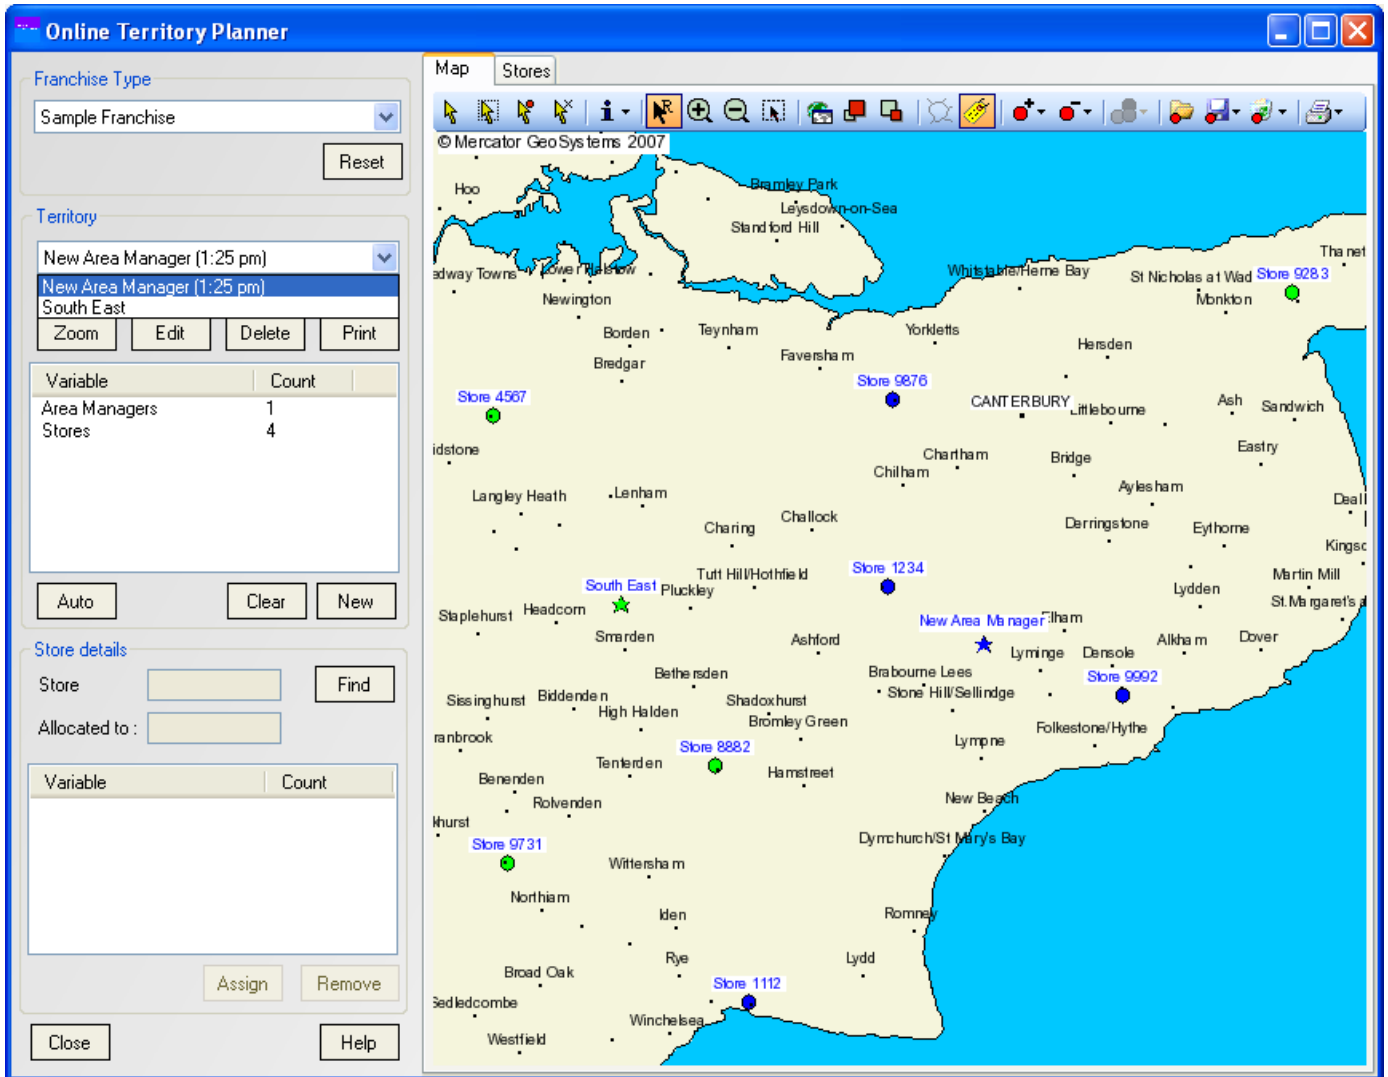 Online Territory Planner
Franchise Type
Sample Franchise
Reset
Territory
New Area Manager (1:25 pm)
New Area Manager (1:25 pm)
South East
Zoom Edit Delete Print
Variable Count
Area Managers 1
Stores 4
Auto Clear New
Store details
Store Find
Allocated to :
Variable Count
Assign Remove
Close Help
Map Stores
© Mercator GeoSystems 2007
Hoo
Bramley Park
Leysdown-on-Sea
Standford Hill
Thanet
edway Towns
Whitstable/Herne Bay
St Nicholas at Wad
Store 9283
Newington
Monkton
Borden
Teynham
Yorkletts
Hersden
Bredgar
Faversham
Store 4567
Store 9876
CANTERBURY
Littlebourne
Ash
Sandwich
idstone
Chartham
Bridge
Eastry
Chilham
Langley Heath
Lenham
Aylesham
Deal
Charing
Challock
Derringstone
Eythorne
Kingsd
South East
Pluckley
Tutt Hill/Hothfield
Store 1234
Lydden
Martin Mill
Staplehurst
Headcorn
New Area Manager
Elham
St.Margaret's a
Smarden
Ashford
Lyminge
Densole
Alkham
Dover
Bethersden
Brabourne Lees
Store 9992
Sissinghurst
Biddenden
Shadoxhurst
Stone Hill/Sellindge
High Halden
Bromley Green
Folkestone/Hythe
ranbrook
Store 8882
Lympne
Tenterden
Hamstreet
Benenden
Rolvenden
New Beach
khurst
Store 9731
Dymchurch/St Mary's Bay
Wittersham
Northiam
Iden
Romney
Rye
Lydd
Broad Oak
Store 1112
Sedlescombe
Winchelsea
Westfield